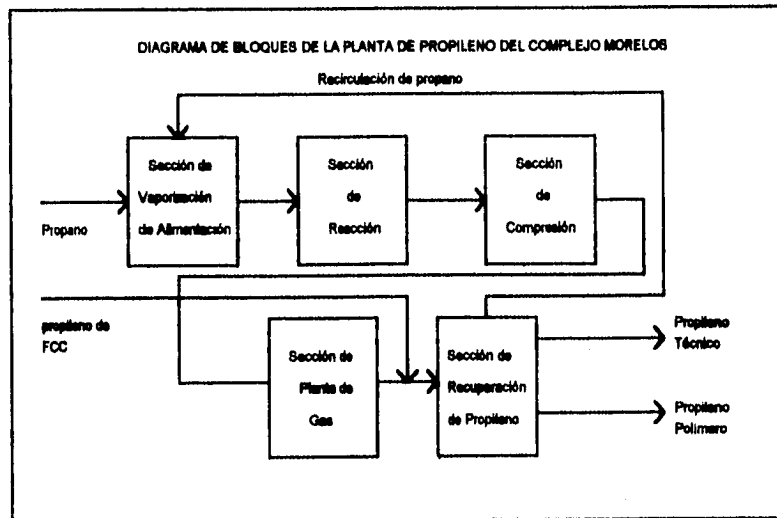 DIAGRAMA DE BLOQUES DE LA PLANTA DE PROPILENO DEL COMPLEJO MORELOS
Recirculación de propano
Sección de
Vaporización
de Alimentación
Sección
de
Reacción
Sección
de
Compresión
Propano
propileno de
FCC
Sección de
Planta de
Gas
Sección de
Recuperación
de Propileno
Propileno
Técnico
Propileno
Polimero